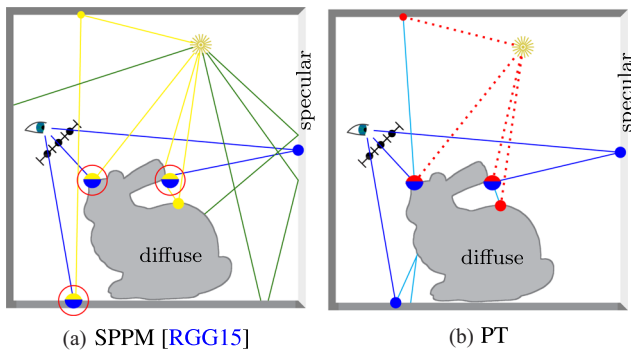 specular
diffuse
(a) SPPM [RGG15]
specular
diffuse
(b) PT